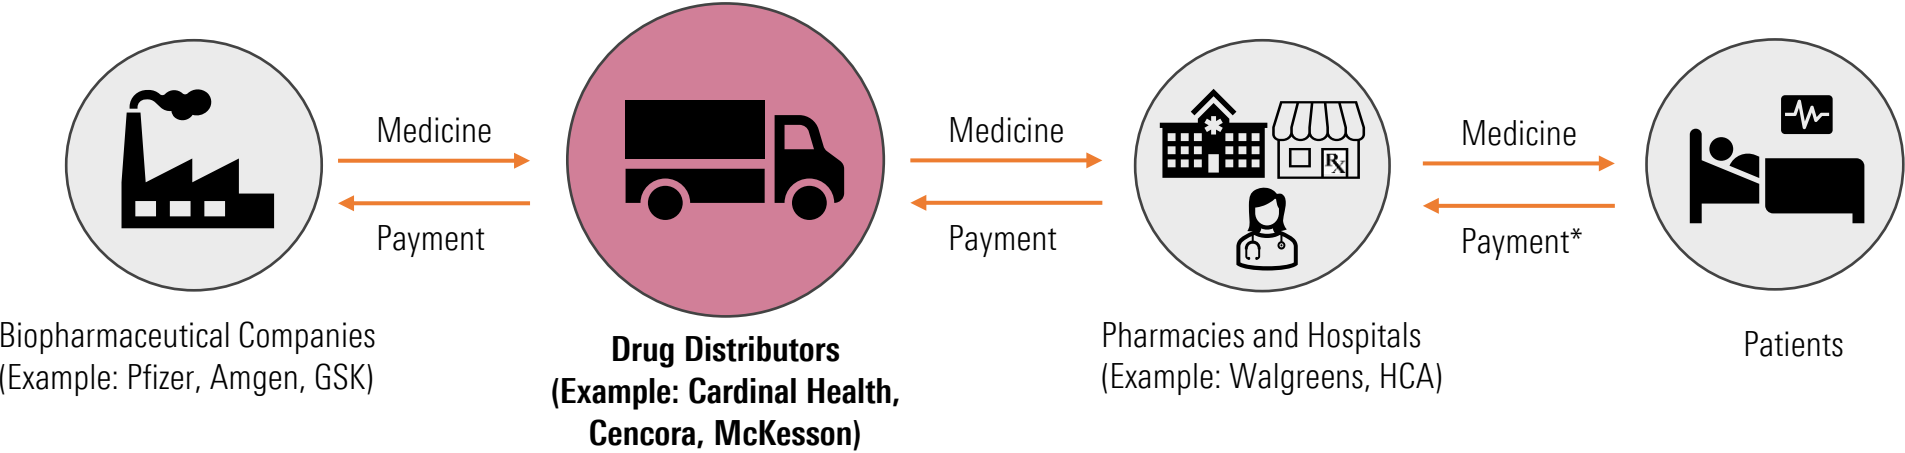 Medicine
Payment
Medicine
Payment
Rx
Medicine
Payment*
Biopharmaceutical Companies
(Example: Pfizer, Amgen, GSK)
Drug Distributors
(Example: Cardinal Health,
Cencora, McKesson)
Pharmacies and Hospitals
(Example: Walgreens, HCA)
Patients